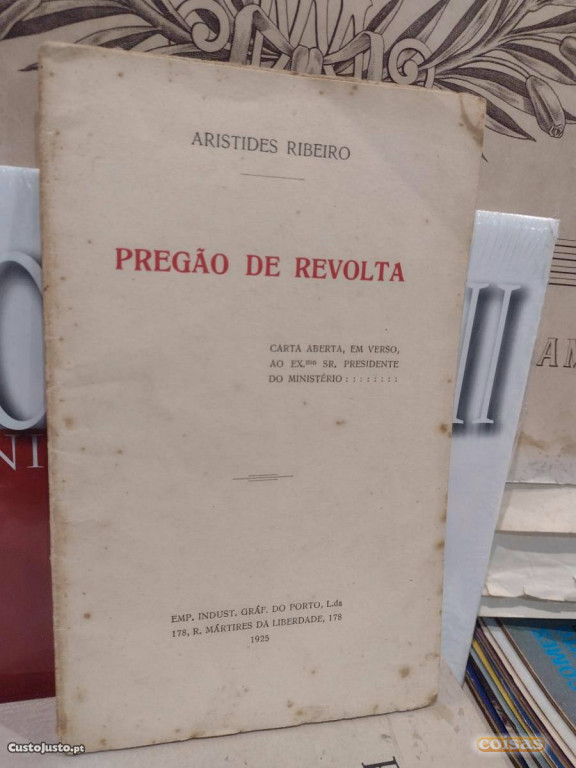 ARISTIDES RIBEIRO
PREGÃO DE REVOLTA
CARTA ABERTA, EM VERSO,
AO EX.mo SR. PRESIDENTE
DO MINISTÉRIO : : : : : : : :
EMP. INDUST. GRÁF. DO PORTO, L.da
178, R. MÁRTIRES DA LIBERDADE, 178
1925
CustoJusto.pt
coisas